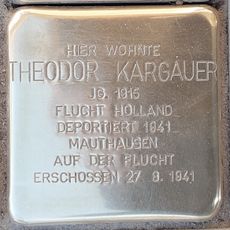 HIER WOHNTE
THEODOR KARGAUER
JG. 1915
FLUCHT HOLLAND
DEPORTIERT 1941
MAUTHAUSEN
AUF DER FLUCHT
ERSCHOSSEN 27 8. 1941